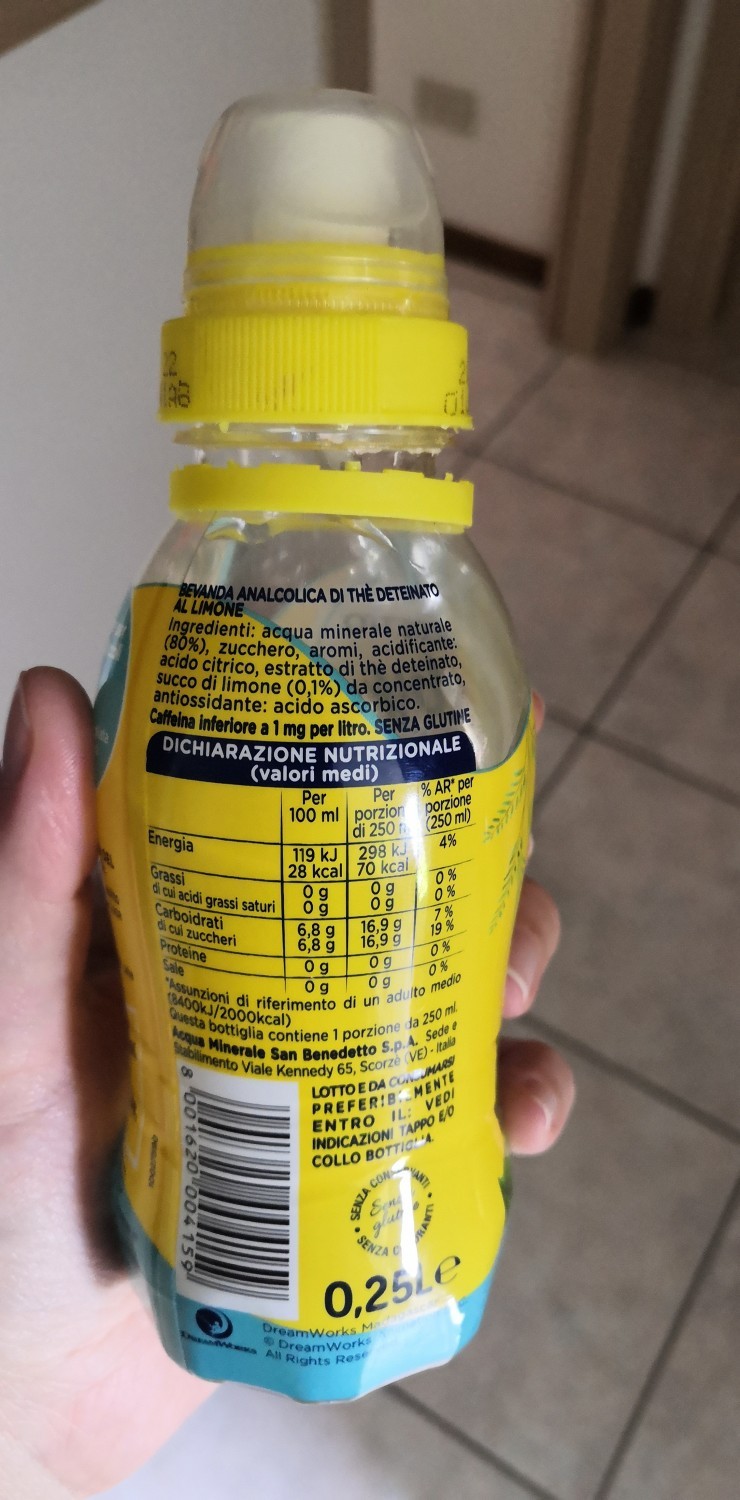 BEVANDA ANALCOLICA DI THÈ DETEINATO
AL LIMONE
Ingredienti: acqua minerale naturale
(80%), zucchero, aromi, acidificante:
acido citrico, estratto di thè deteinato,
succo di limone (0,1%) da concentrato,
antiossidante: acido ascorbico.
Caffeina inferiore a 1 mg per litro. SENZA GLUTINE
DICHIARAZIONE NUTRIZIONALE
(valori medi)
Per 100 ml Per porzion di 250 % AR* per porzione (250 ml)
Energia 119 kJ 298 kJ 4%
28 kcal 70 kcal
Grassi 0 g 0 g 0 %
di cui acidi grassi saturi 0 g 0 g 0 %
Carboidrati 6,8 g 16,9 g 7 %
di cui zuccheri 6,8 g 16,9 g 19 %
Proteine 0 g 0 g 0 %
Sale 0 g 0 g 0 %
*Assunzioni di riferimento di un adulto medio
(8400kJ/2000kcal)
Questa bottiglia contiene 1 porzione da 250 ml.
Acqua Minerale San Benedetto S.p.A. Sede e
Stabilimento Viale Kennedy 65, Scorzè (VE) - Italia
LOTTO E DA CONSUMARSI
PREFERIBILMENTE
ENTRO IL: VEDI
INDICAZIONI TAPPO E/O
COLLO BOTTIGLIA.
8 001620 004159
SENZA
Senza
glutine
SENZA
0,25L e
DREAMWORKS
DreamWorks
© DreamWorks
All Rights